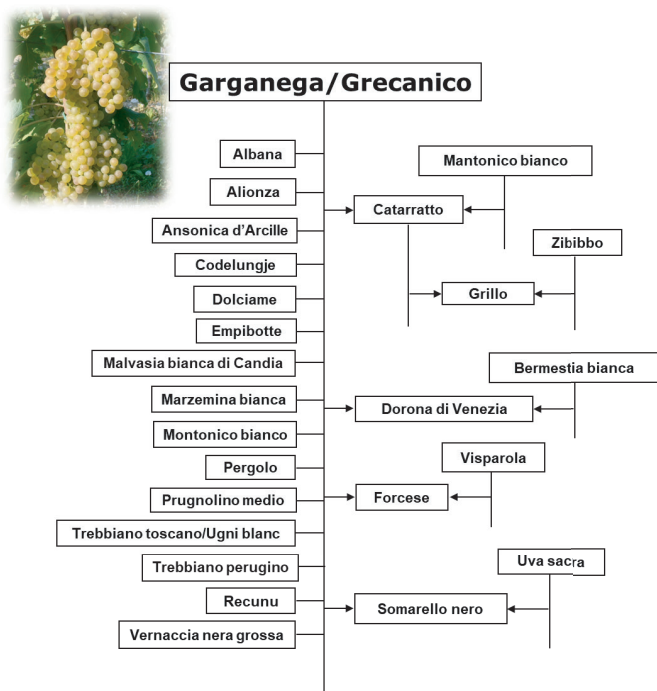 Garganega/Grecanico
Albana
Alionza
Ansonica d'Arcille
Codelungje
Dolciame
Empibotte
Malvasia bianca di Candia
Marzemina bianca
Montonico bianco
Pergolo
Prugnolino medio
Trebbiano toscano/Ugni blanc
Trebbiano perugino
Recunu
Vernaccia nera grossa
Mantonico bianco
Catarratto
Zibibbo
Grillo
Bermestia bianca
Dorona di Venezia
Visparola
Forcese
Uva sacra
Somarello nero